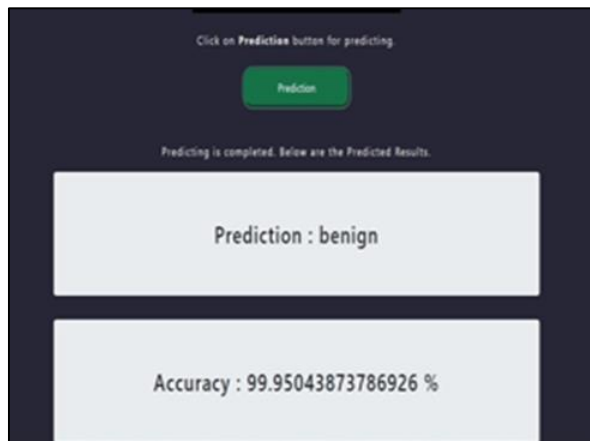 Click on Prediction button for predicting.
Prediction
Predicting is completed. Below are the Predicted Results.
Prediction : benign
Accuracy : 99.95043873786926 %